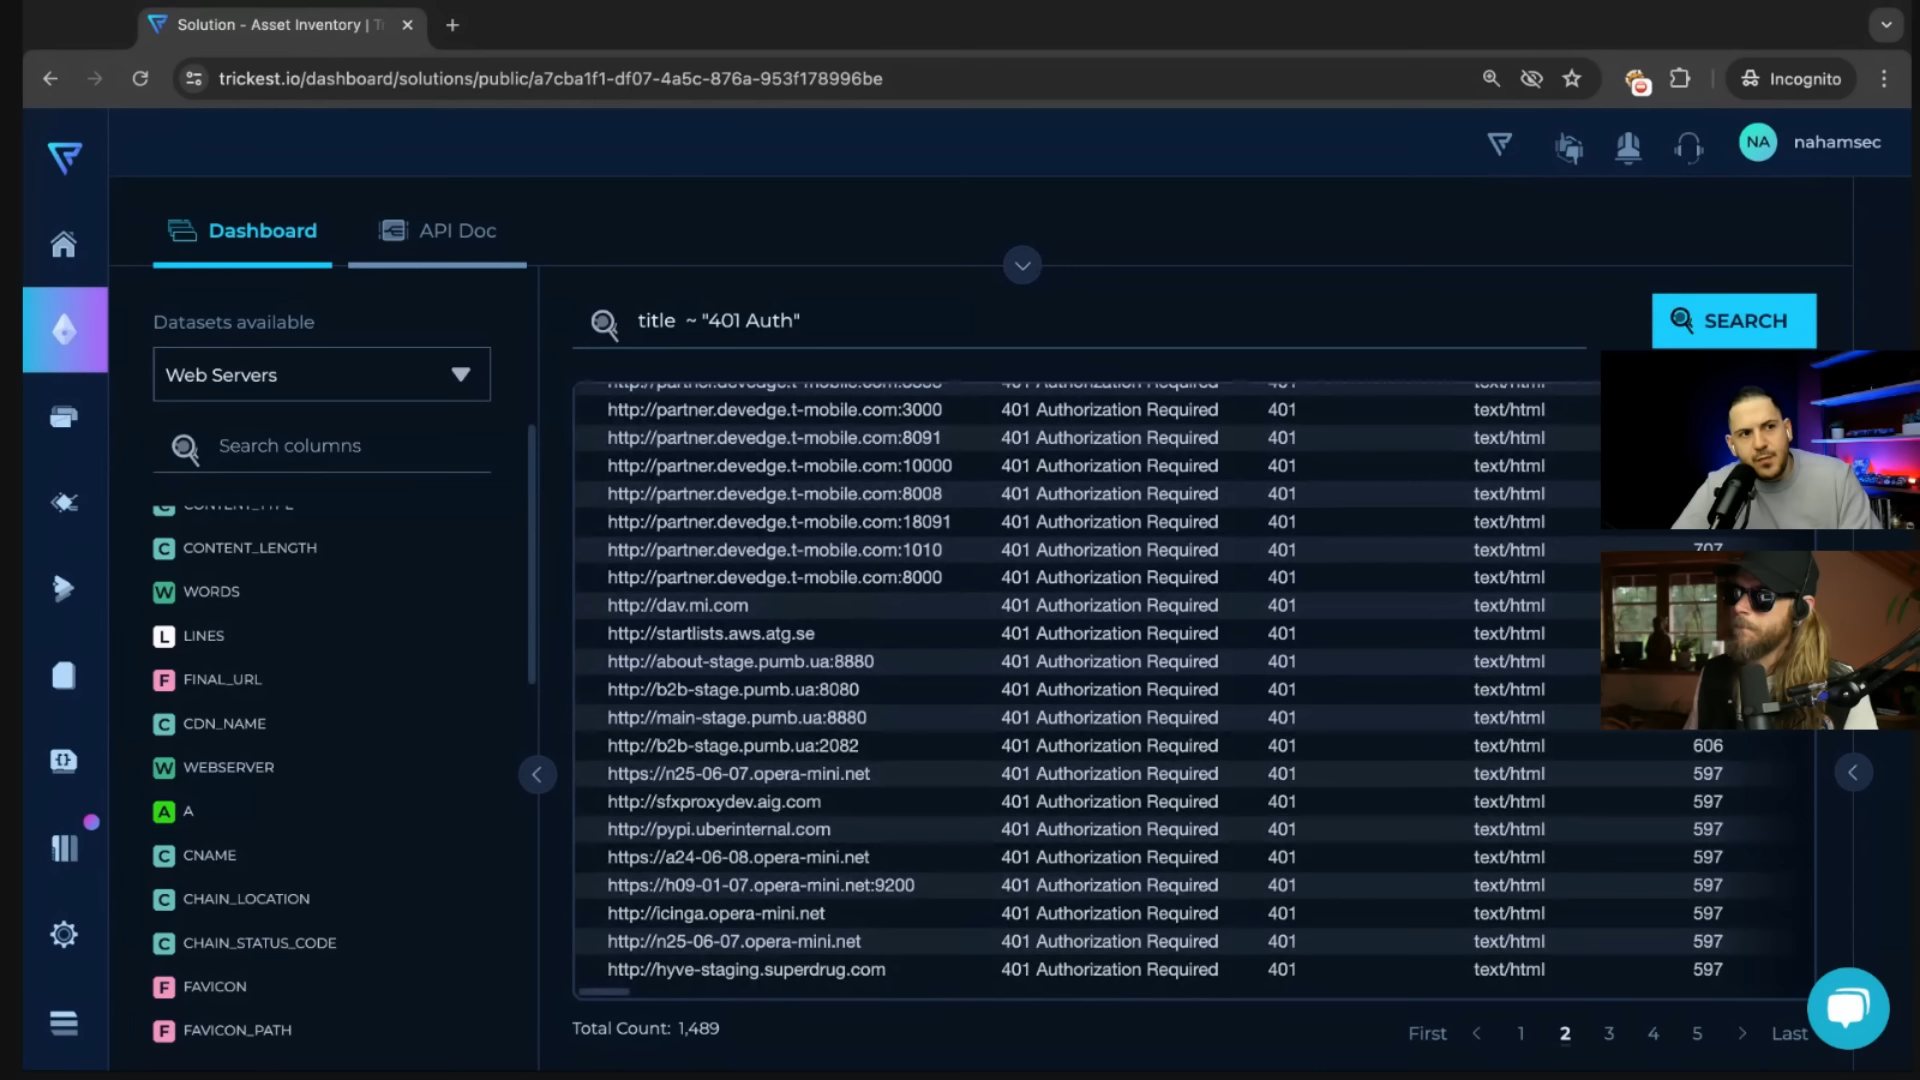 Solution - Asset Inventory | Tr
trickest.io/dashboard/solutions/public/a7cba1f1-df07-4a5c-876a-953f178996be
Incognito
NA
nahamsec
Dashboard
API Doc
Datasets available
Web Servers
Search columns
CONTENT_TYPE
C CONTENT_LENGTH
W WORDS
L LINES
F FINAL_URL
C CDN_NAME
W WEBSERVER
A A
C CNAME
C CHAIN_LOCATION
C CHAIN_STATUS_CODE
F FAVICON
F FAVICON_PATH
title ~ "401 Auth"
SEARCH
401 Authorization Required 401 text/html
http://partner.devedge.t-mobile.com:3000 401 Authorization Required 401 text/html
http://partner.devedge.t-mobile.com:8091 401 Authorization Required 401 text/html
http://partner.devedge.t-mobile.com:10000 401 Authorization Required 401 text/html
http://partner.devedge.t-mobile.com:8008 401 Authorization Required 401 text/html
http://partner.devedge.t-mobile.com:18091 401 Authorization Required 401 text/html
http://partner.devedge.t-mobile.com:1010 401 Authorization Required 401 text/html 707
http://partner.devedge.t-mobile.com:8000 401 Authorization Required 401 text/html
http://dav.mi.com 401 Authorization Required 401 text/html
http://startlists.aws.atg.se 401 Authorization Required 401 text/html
http://about-stage.pumb.ua:8880 401 Authorization Required 401 text/html
http://b2b-stage.pumb.ua:8080 401 Authorization Required 401 text/html
http://main-stage.pumb.ua:8880 401 Authorization Required 401 text/html
http://b2b-stage.pumb.ua:2082 401 Authorization Required 401 text/html 606
https://n25-06-07.opera-mini.net 401 Authorization Required 401 text/html 597
http://sfxproxydev.aig.com 401 Authorization Required 401 text/html 597
http://pypi.uberinternal.com 401 Authorization Required 401 text/html 597
https://a24-06-08.opera-mini.net 401 Authorization Required 401 text/html 597
https://h09-01-07.opera-mini.net:9200 401 Authorization Required 401 text/html 597
http://icinga.opera-mini.net 401 Authorization Required 401 text/html 597
http://n25-06-07.opera-mini.net 401 Authorization Required 401 text/html 597
http://hyve-staging.superdrug.com 401 Authorization Required 401 text/html 597
Total Count: 1,489
First < 1 2 3 4 5 > Last